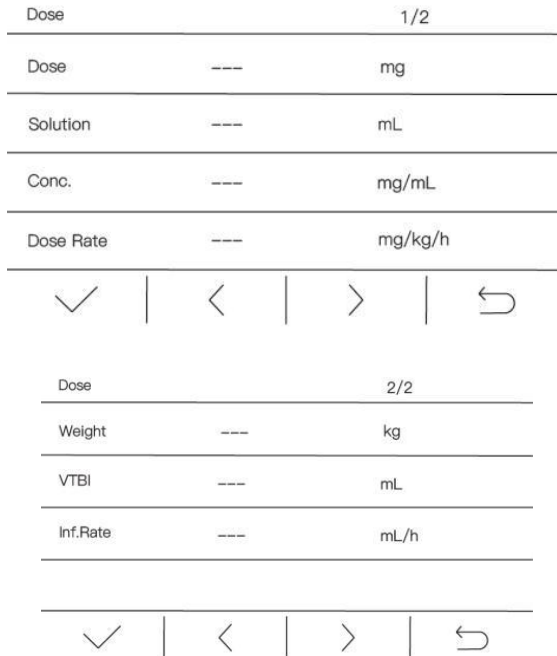 Dose 1/2
Dose --- mg
Solution --- mL
Conc. --- mg/mL
Dose Rate --- mg/kg/h
Dose 2/2
Weight --- kg
VTBI --- mL
Inf.Rate --- mL/h